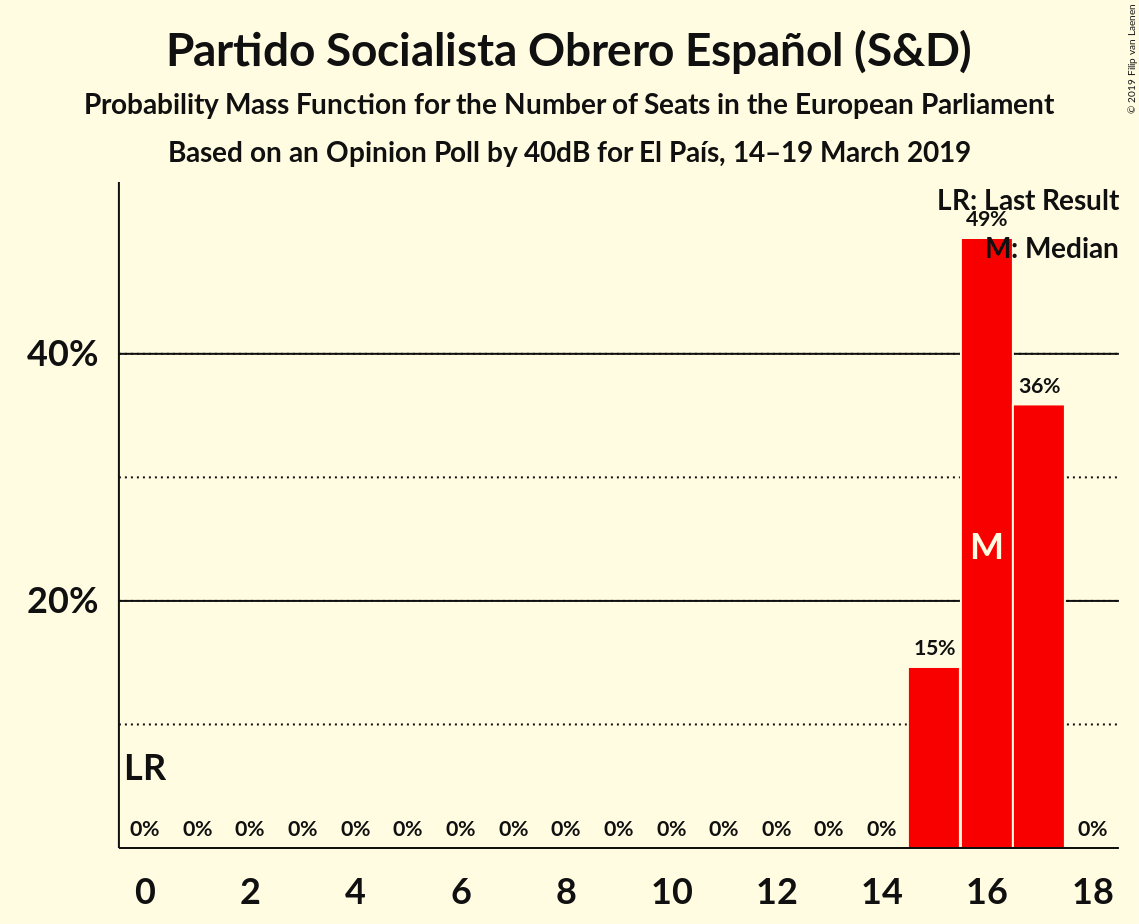 Partido Socialista Obrero Español (S&D)
Probability Mass Function for the Number of Seats in the European Parliament
Based on an Opinion Poll by 40dB for El País, 14–19 March 2019
© 2019 Filip van Laenen
LR: Last Result
49%
M: Median
40%
36%
M
20%
15%
LR
0% 0% 0% 0% 0% 0% 0% 0% 0% 0% 0% 0% 0% 0% 0% 0%
0 2 4 6 8 10 12 14 16 18